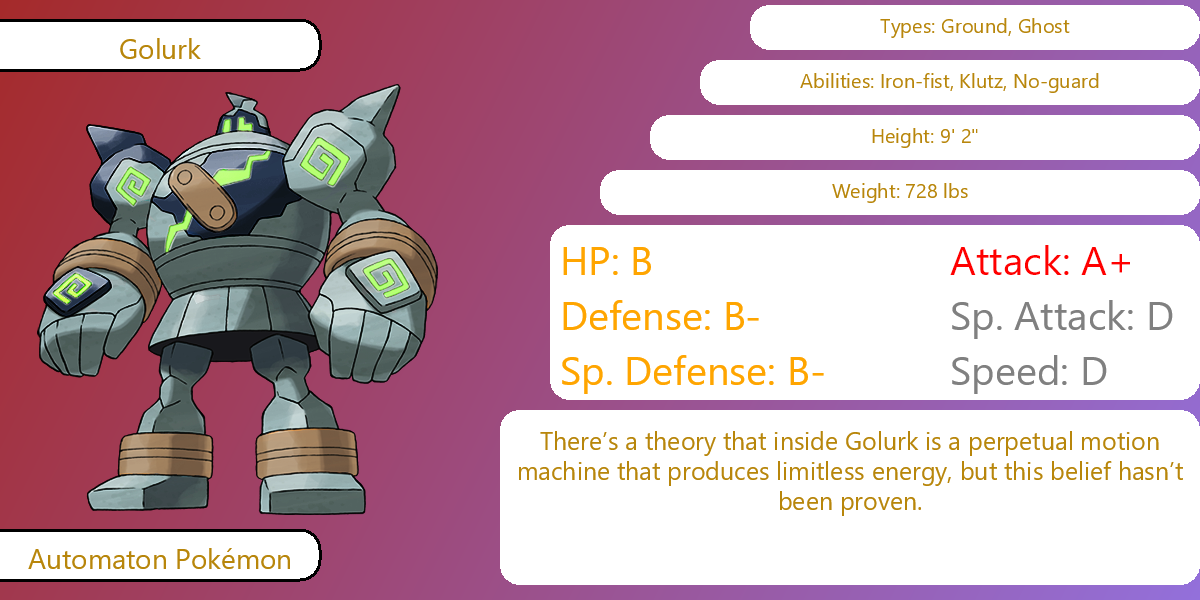 Golurk
Types: Ground, Ghost
Abilities: Iron-fist, Klutz, No-guard
Height: 9' 2"
Weight: 728 lbs
HP: B
Attack: A+
Defense: B-
Sp. Attack: D
Sp. Defense: B-
Speed: D
There’s a theory that inside Golurk is a perpetual motion
machine that produces limitless energy, but this belief hasn’t
been proven.
Automaton Pokémon